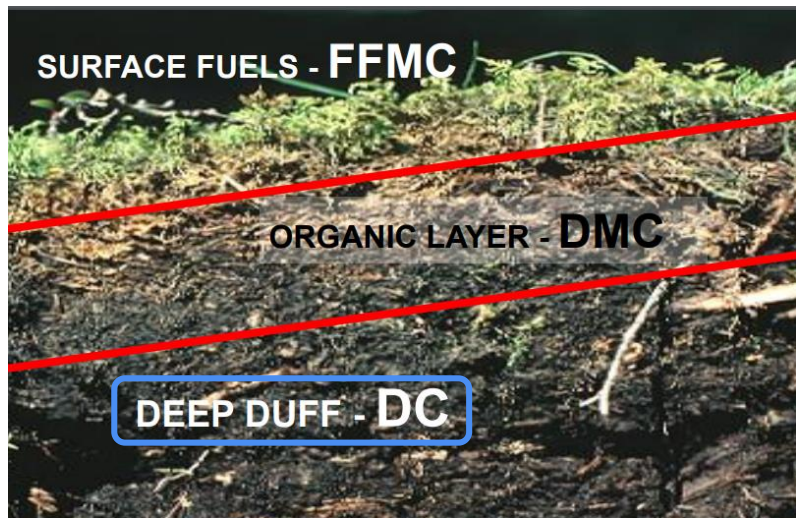 SURFACE FUELS - FFMC
ORGANIC LAYER - DMC
DEEP DUFF - DC